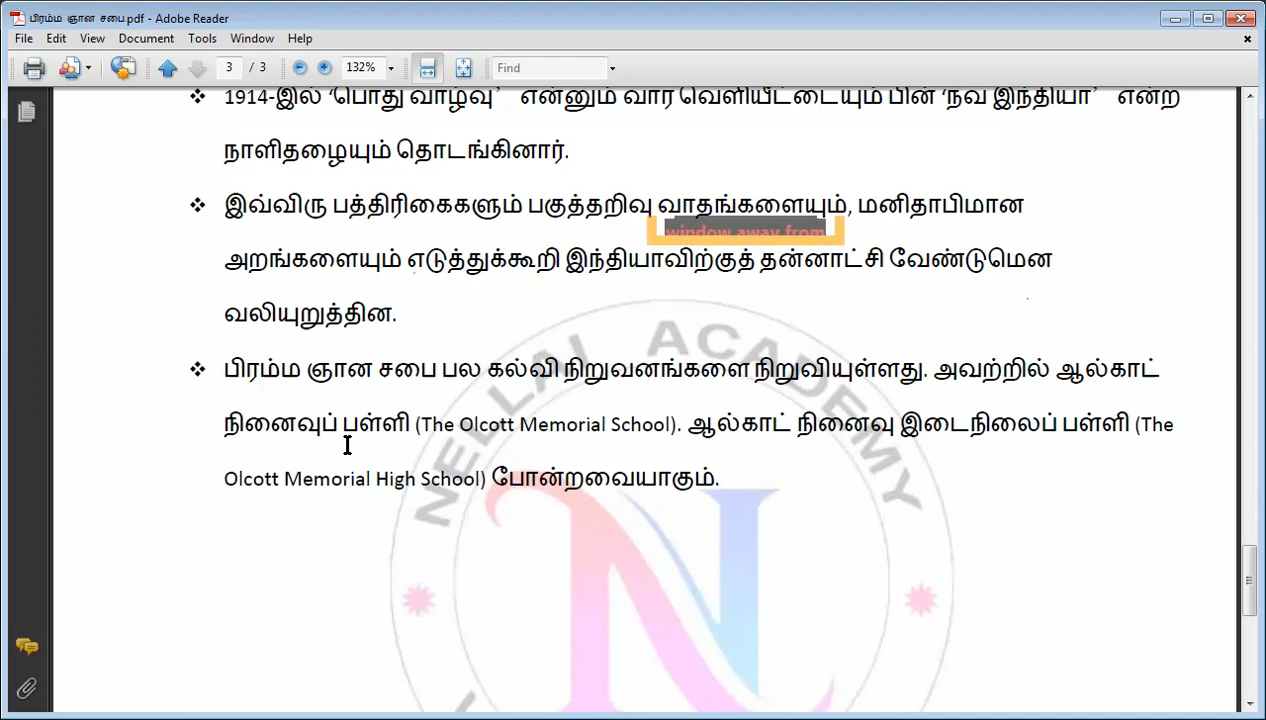 பிரம்ம ஞான சபை.pdf - Adobe Reader
File Edit View Document Tools Window Help
3 / 3 132% Find
❖ 1914-இல் ‘பொது வாழ்வு’ என்னும் வார வெளியீட்டையும் பின் ‘நவ இந்தியா’ என்ற
நாளிதழையும் தொடங்கினார்.
❖ இவ்விரு பத்திரிகைகளும் பகுத்தறிவு வாதங்களையும், மனிதாபிமான
window away from
அறங்களையும் எடுத்துக்கூறி இந்தியாவிற்குத் தன்னாட்சி வேண்டுமென
வலியுறுத்தின.
❖ பிரம்ம ஞான சபை பல கல்வி நிறுவனங்களை நிறுவியுள்ளது. அவற்றில் ஆல்காட்
நினைவுப் பள்ளி (The Olcott Memorial School). ஆல்காட் நினைவு இடைநிலைப் பள்ளி (The
Olcott Memorial High School) போன்றவையாகும்.
NELLAI ACADEMY
N